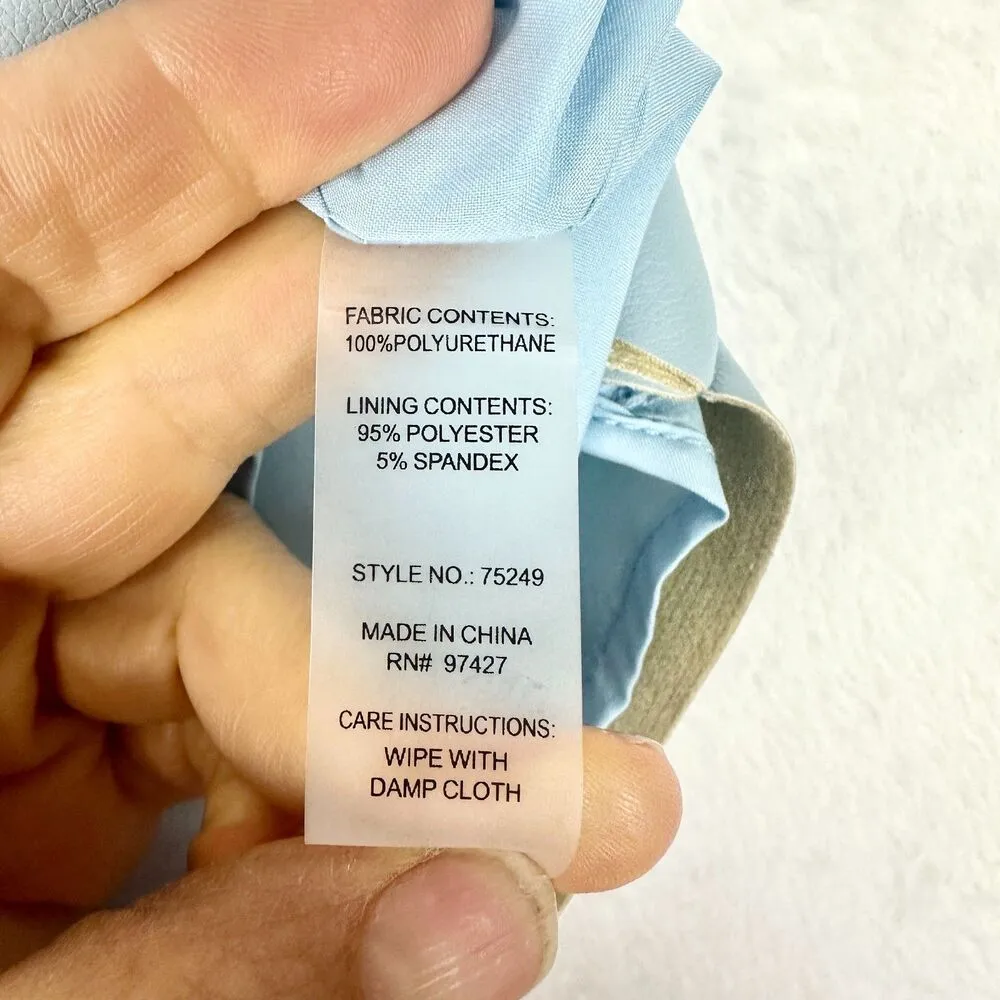 FABRIC CONTENTS:
100%POLYURETHANE
LINING CONTENTS:
95% POLYESTER
5% SPANDEX
STYLE NO.: 75249
MADE IN CHINA
RN# 97427
CARE INSTRUCTIONS:
WIPE WITH
DAMP CLOTH